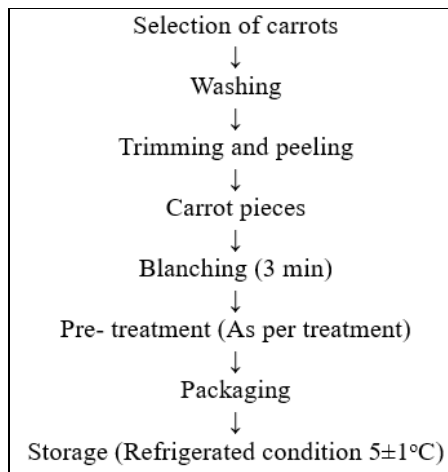 Selection of carrots
↓
Washing
↓
Trimming and peeling
↓
Carrot pieces
↓
Blanching (3 min)
↓
Pre- treatment (As per treatment)
↓
Packaging
↓
Storage (Refrigerated condition 5±1°C)